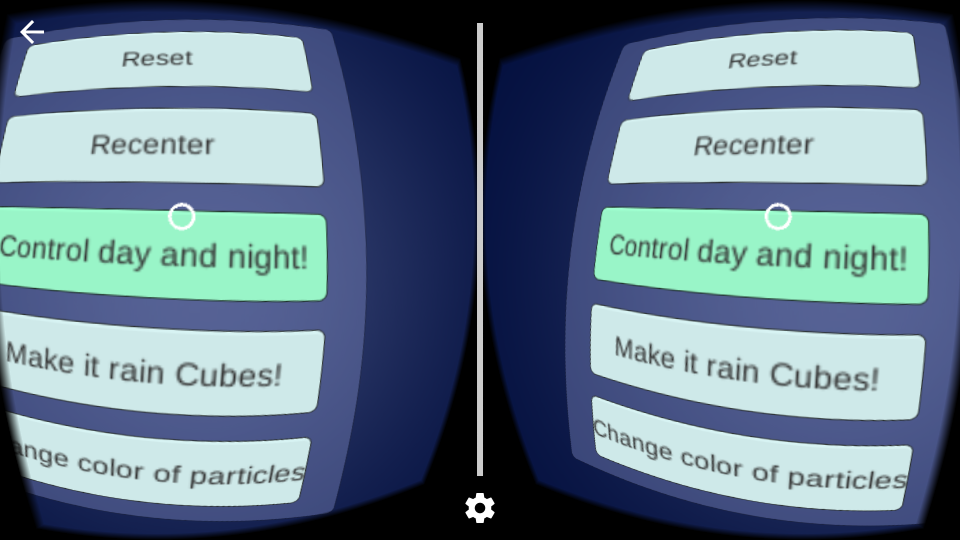 Reset
Recenter
Control day and night!
Make it rain Cubes!
ange color of particles
Reset
Recenter
Control day and night!
Make it rain Cubes!
Change color of particles